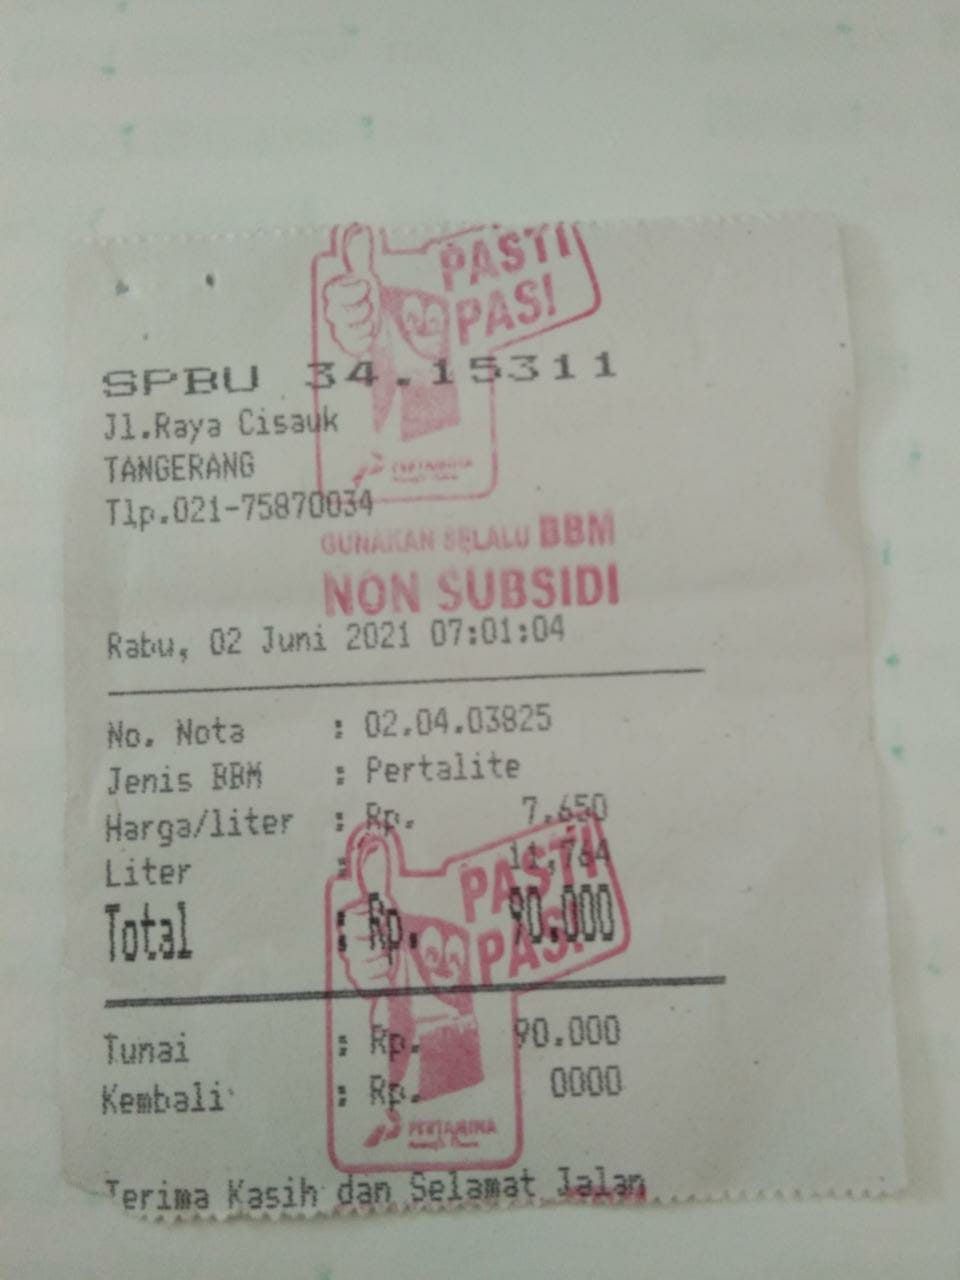 PASTI
PAS!
SPBU 34.15311
Jl.Raya Cisauk
TANGERANG
Tlp.021-75870034
PERTAMINA
GUNAKAN SELALU BBM
NON SUBSIDI
Rabu, 02 Juni 2021 07:01:04
No. Nota : 02.04.03825
Jenis BBM : Pertalite
Harga/liter : Rp. 7.650
Liter : 11,764
PASTI
Total : Rp. 90.000
PAS!
Tunai : Rp. 90.000
Kembali : Rp. 0000
PERTAMINA
Terima Kasih dan Selamat Jalan